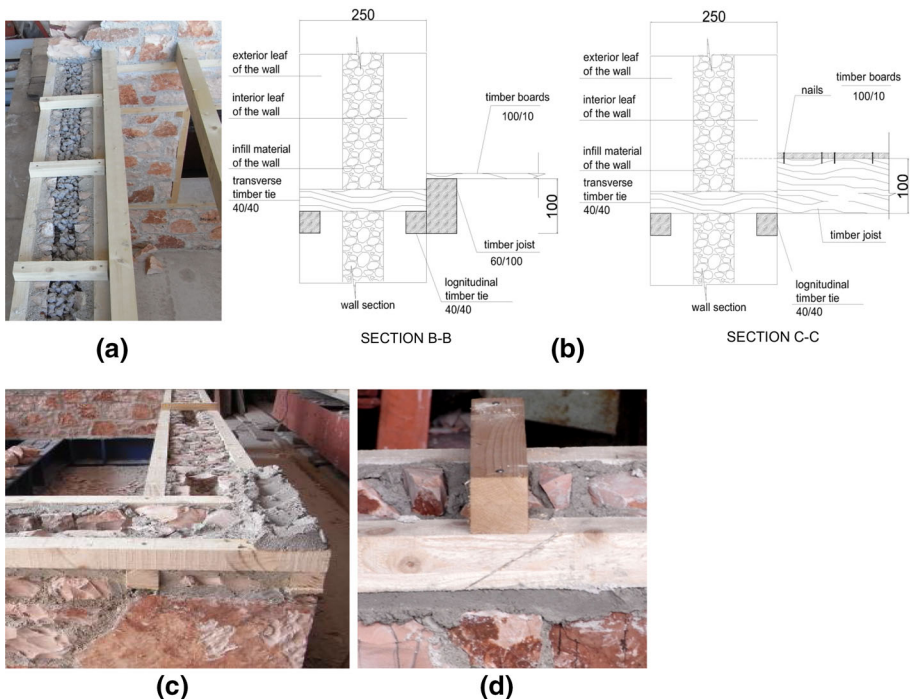 (a)
250
exterior leaf
of the wall
interior leaf
of the wall
infill material
of the wall
transverse
timber tie
40/40
timber boards
100/10
100
timber joist
60/100
lognitudinal
timber tie
40/40
wall section
SECTION B-B
(b)
250
exterior leaf
of the wall
interior leaf
of the wall
infill material
of the wall
transverse
timber tie
40/40
nails
timber boards
100/10
100
timber joist
lognitudinal
timber tie
40/40
wall section
SECTION C-C
(c)
(d)